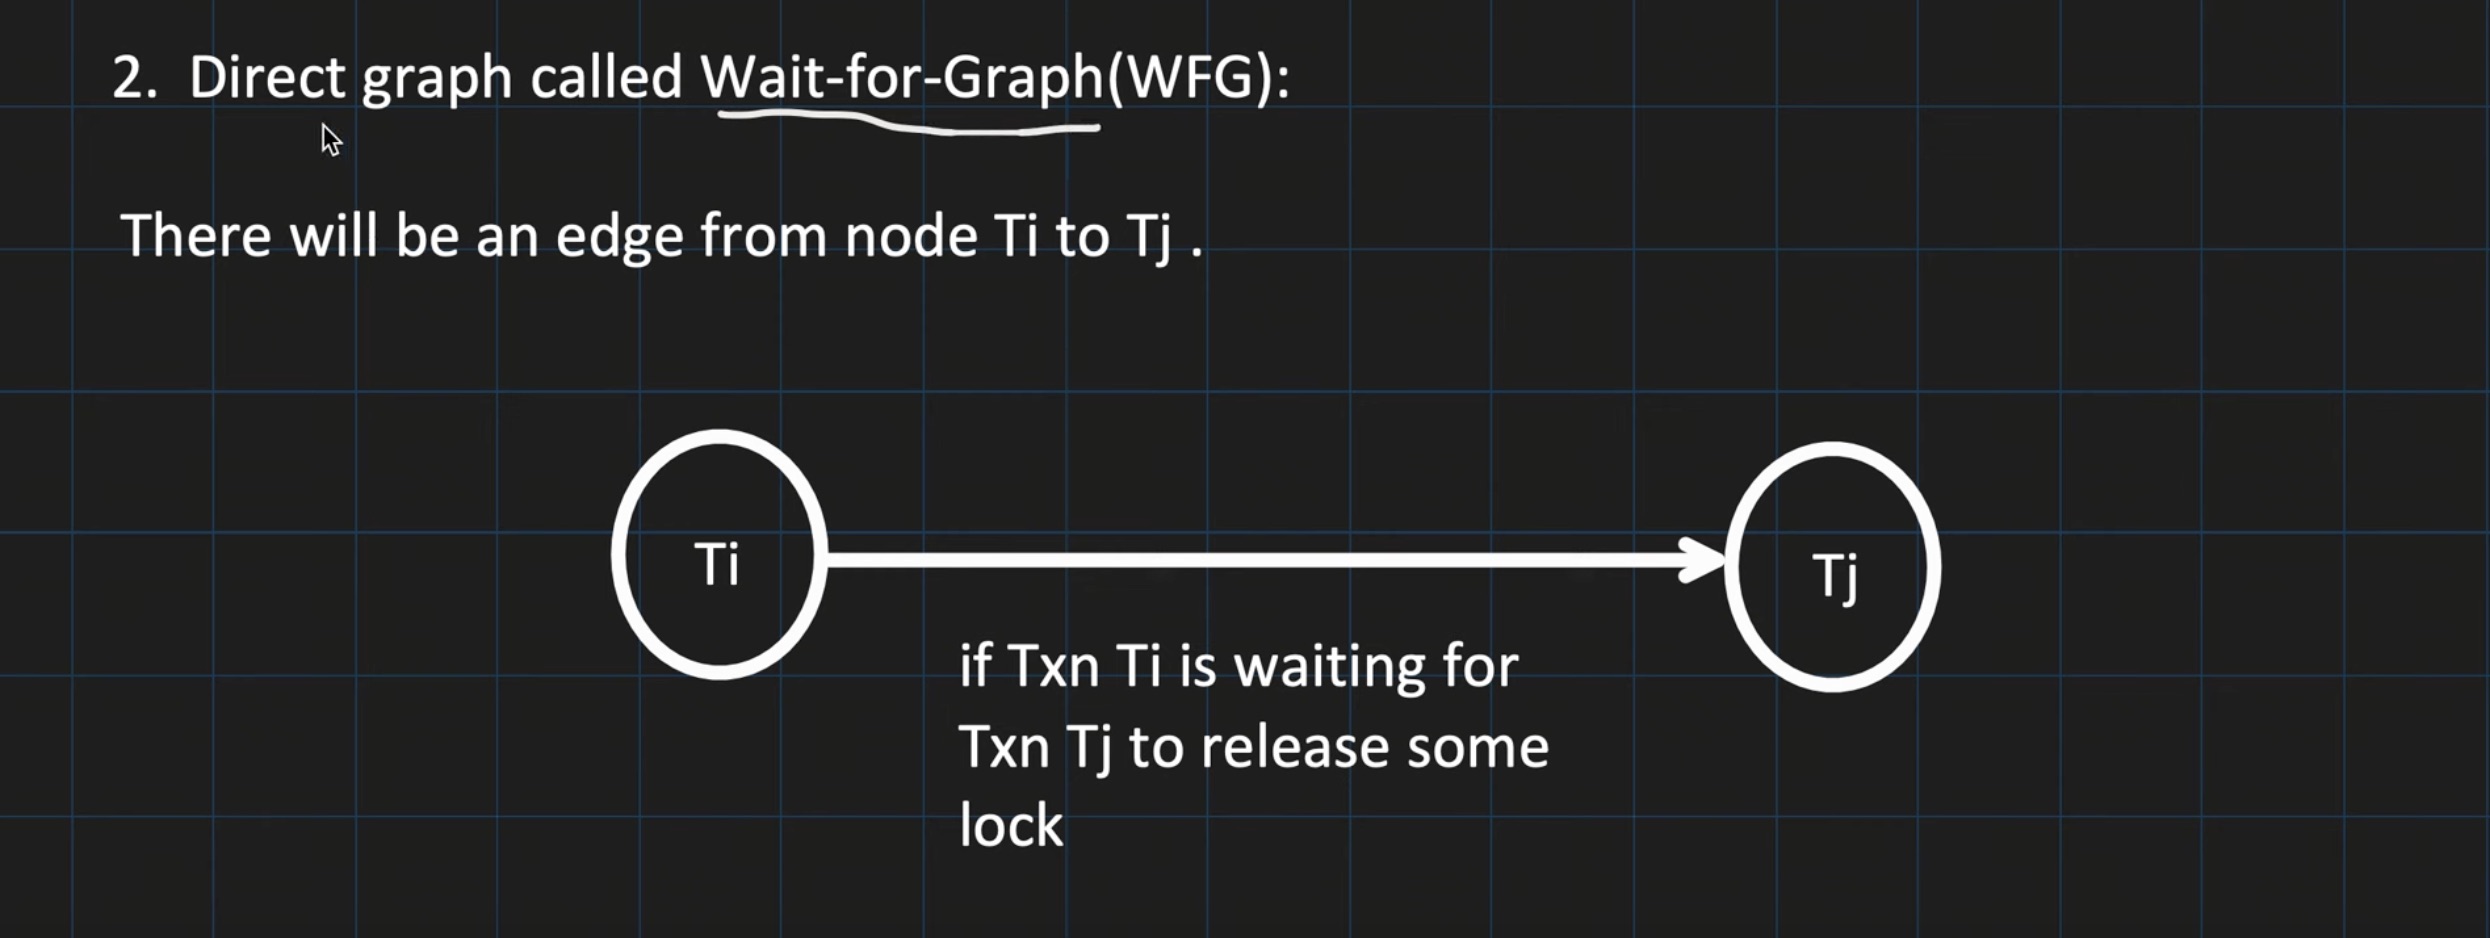 2. Direct graph called Wait-for-Graph(WFG):
There will be an edge from node Ti to Tj .
Ti
Tj
if Txn Ti is waiting for
Txn Tj to release some
lock